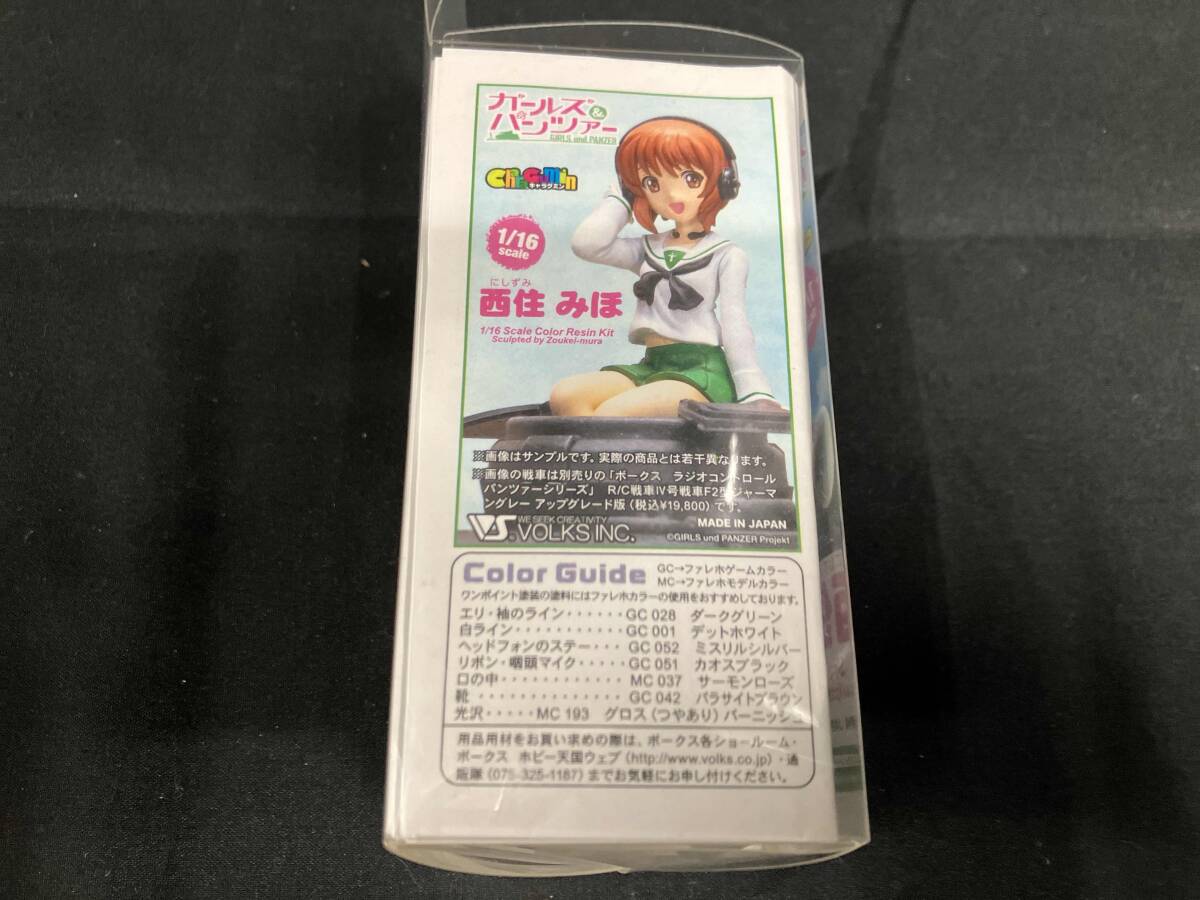 ガールズ&パンツァー
GIRLS und PANZER
CharaGumin
キャラグミン
1/16
scale
にしずみ
西住 みほ
1/16 Scale Color Resin Kit
Sculpted by Zoukei-mura
※画像はサンプルです。実際の商品とは若干異なります。
※画像の戦車は別売りの「ボークス ラジオコントロール
パンツァーシリーズ」 R/C戦車Ⅳ号戦車F2型ジャーマ
ングレー アップグレード版（税込¥19,800）です。
MADE IN JAPAN
WE SEEK CREATIVITY
VS. VOLKS INC.
©GIRLS und PANZER Projekt
Color Guide
GC→ファレホゲームカラー
MC→ファレホモデルカラー
ワンポイント塗装の塗料にはファレホカラーの使用をおすすめしております。
エリ・袖のライン・・・・・・GC 028 ダークグリーン
白ライン・・・・・・・・・・・GC 001 デットホワイト
ヘッドフォンのステー・・・GC 052 ミスリルシルバー
リボン・咽頭マイク・・・・・GC 051 カオスブラック
口の中・・・・・・・・・・・・MC 037 サーモンローズ
靴・・・・・・・・・・・・・・GC 042 パラサイトブラウン
光沢・・・・・MC 193 グロス（つやあり）バーニッシュ
用品用材をお買い求めの際は、ボークス各ショールーム・
ボークス ホビー天国ウェブ（http://www.volks.co.jp）・通
販隊（075-325-1187）までお気軽にお申し付けください。